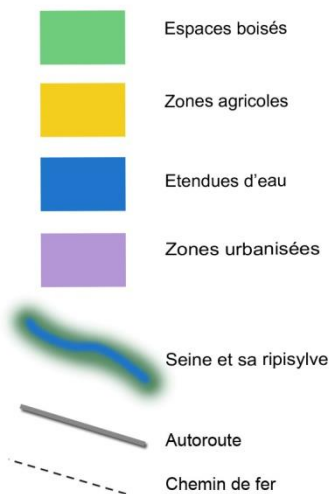 Espaces boisés
Zones agricoles
Etendues d'eau
Zones urbanisées
Seine et sa ripisylve
Autoroute
Chemin de fer